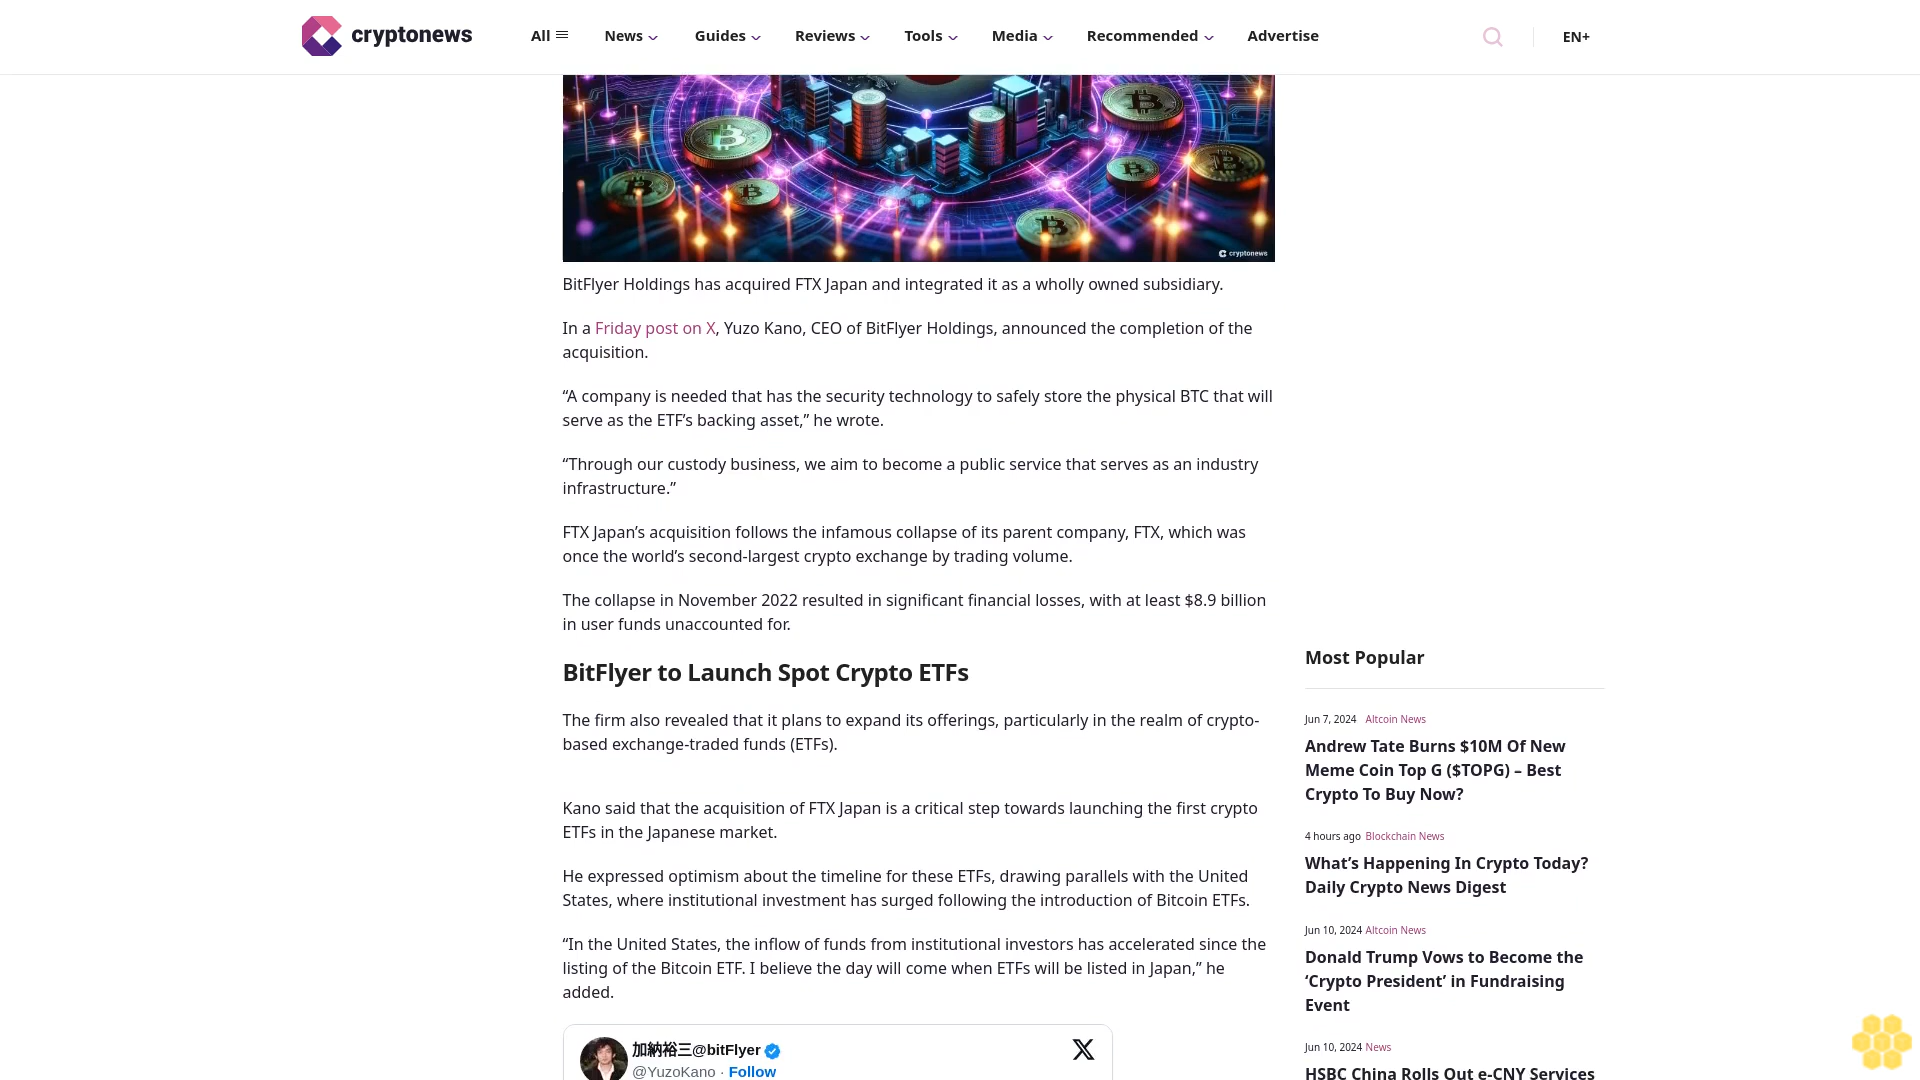 cryptonews
All
News
Guides
Reviews
Tools
Media
Recommended
Advertise
EN+
cryptonews
BitFlyer Holdings has acquired FTX Japan and integrated it as a wholly owned subsidiary.
In a Friday post on X, Yuzo Kano, CEO of BitFlyer Holdings, announced the completion of the
acquisition.
“A company is needed that has the security technology to safely store the physical BTC that will
serve as the ETF’s backing asset,” he wrote.
“Through our custody business, we aim to become a public service that serves as an industry
infrastructure.”
FTX Japan’s acquisition follows the infamous collapse of its parent company, FTX, which was
once the world’s second-largest crypto exchange by trading volume.
The collapse in November 2022 resulted in significant financial losses, with at least $8.9 billion
in user funds unaccounted for.
BitFlyer to Launch Spot Crypto ETFs
The firm also revealed that it plans to expand its offerings, particularly in the realm of crypto-
based exchange-traded funds (ETFs).
Kano said that the acquisition of FTX Japan is a critical step towards launching the first crypto
ETFs in the Japanese market.
He expressed optimism about the timeline for these ETFs, drawing parallels with the United
States, where institutional investment has surged following the introduction of Bitcoin ETFs.
“In the United States, the inflow of funds from institutional investors has accelerated since the
listing of the Bitcoin ETF. I believe the day will come when ETFs will be listed in Japan,” he
added.
加納裕三@bitFlyer
@YuzoKano · Follow
Most Popular
Jun 7, 2024 Altcoin News
Andrew Tate Burns $10M Of New
Meme Coin Top G ($TOPG) – Best
Crypto To Buy Now?
4 hours ago Blockchain News
What’s Happening In Crypto Today?
Daily Crypto News Digest
Jun 10, 2024 Altcoin News
Donald Trump Vows to Become the
‘Crypto President’ in Fundraising
Event
Jun 10, 2024 News
HSBC China Rolls Out e-CNY Services